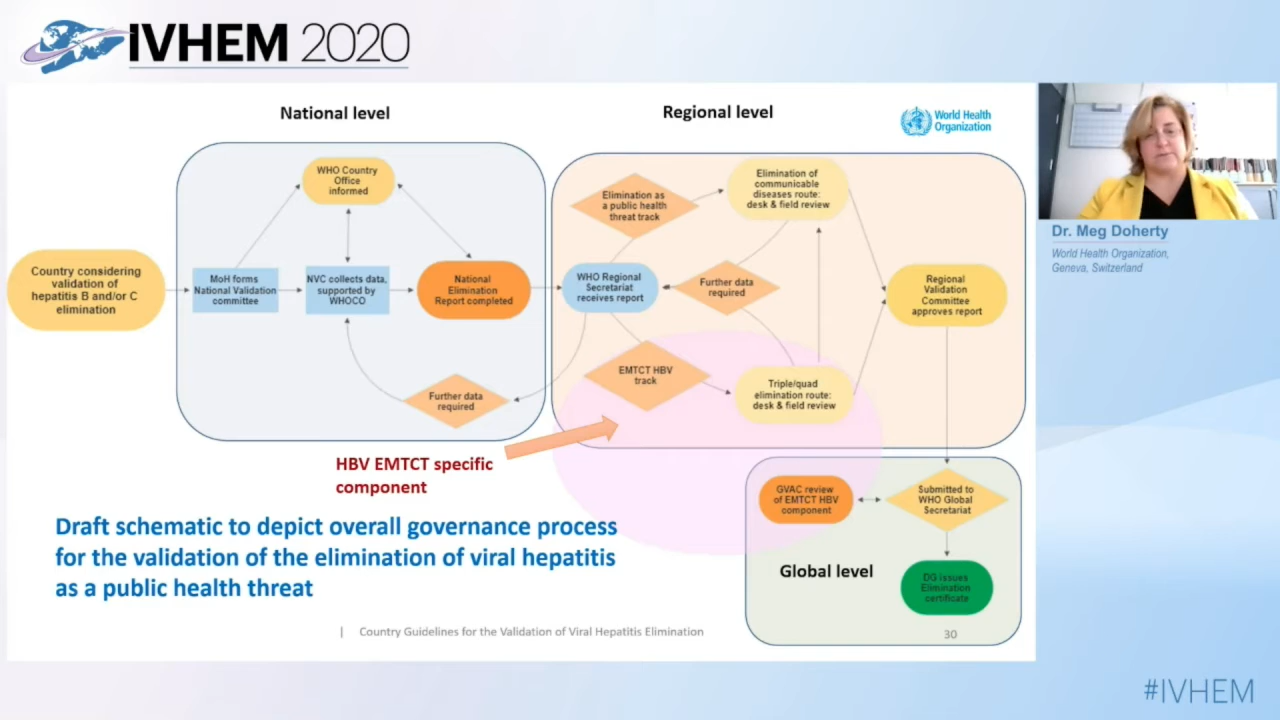 IVHEM 2020
National level
Regional level
World Health
Organization
WHO Country
Office
informed
Country considering
validation of
hepatitis B and/or C
elimination
MoH forms
National Validation
committee
NVC collects data,
supported by
WHOCO
National
Elimination
Report completed
Further data
required
Elimination as
a public health
threat track
Elimination of
communicable
diseases route:
desk & field review
WHO Regional
Secretariat
receives report
Further data
required
Regional
Validation
Committee
approves report
EMTCT HBV
track
Triple/quad
elimination route:
desk & field review
HBV EMTCT specific
component
GVAC review
of EMTCT HBV
component
Submitted to
WHO Global
Secretariat
Global level
DG issues
Elimination
certificate
Draft schematic to depict overall governance process
for the validation of the elimination of viral hepatitis
as a public health threat
| Country Guidelines for the Validation of Viral Hepatitis Elimination
30
Dr. Meg Doherty
World Health Organization,
Geneva, Switzerland
#IVHEM